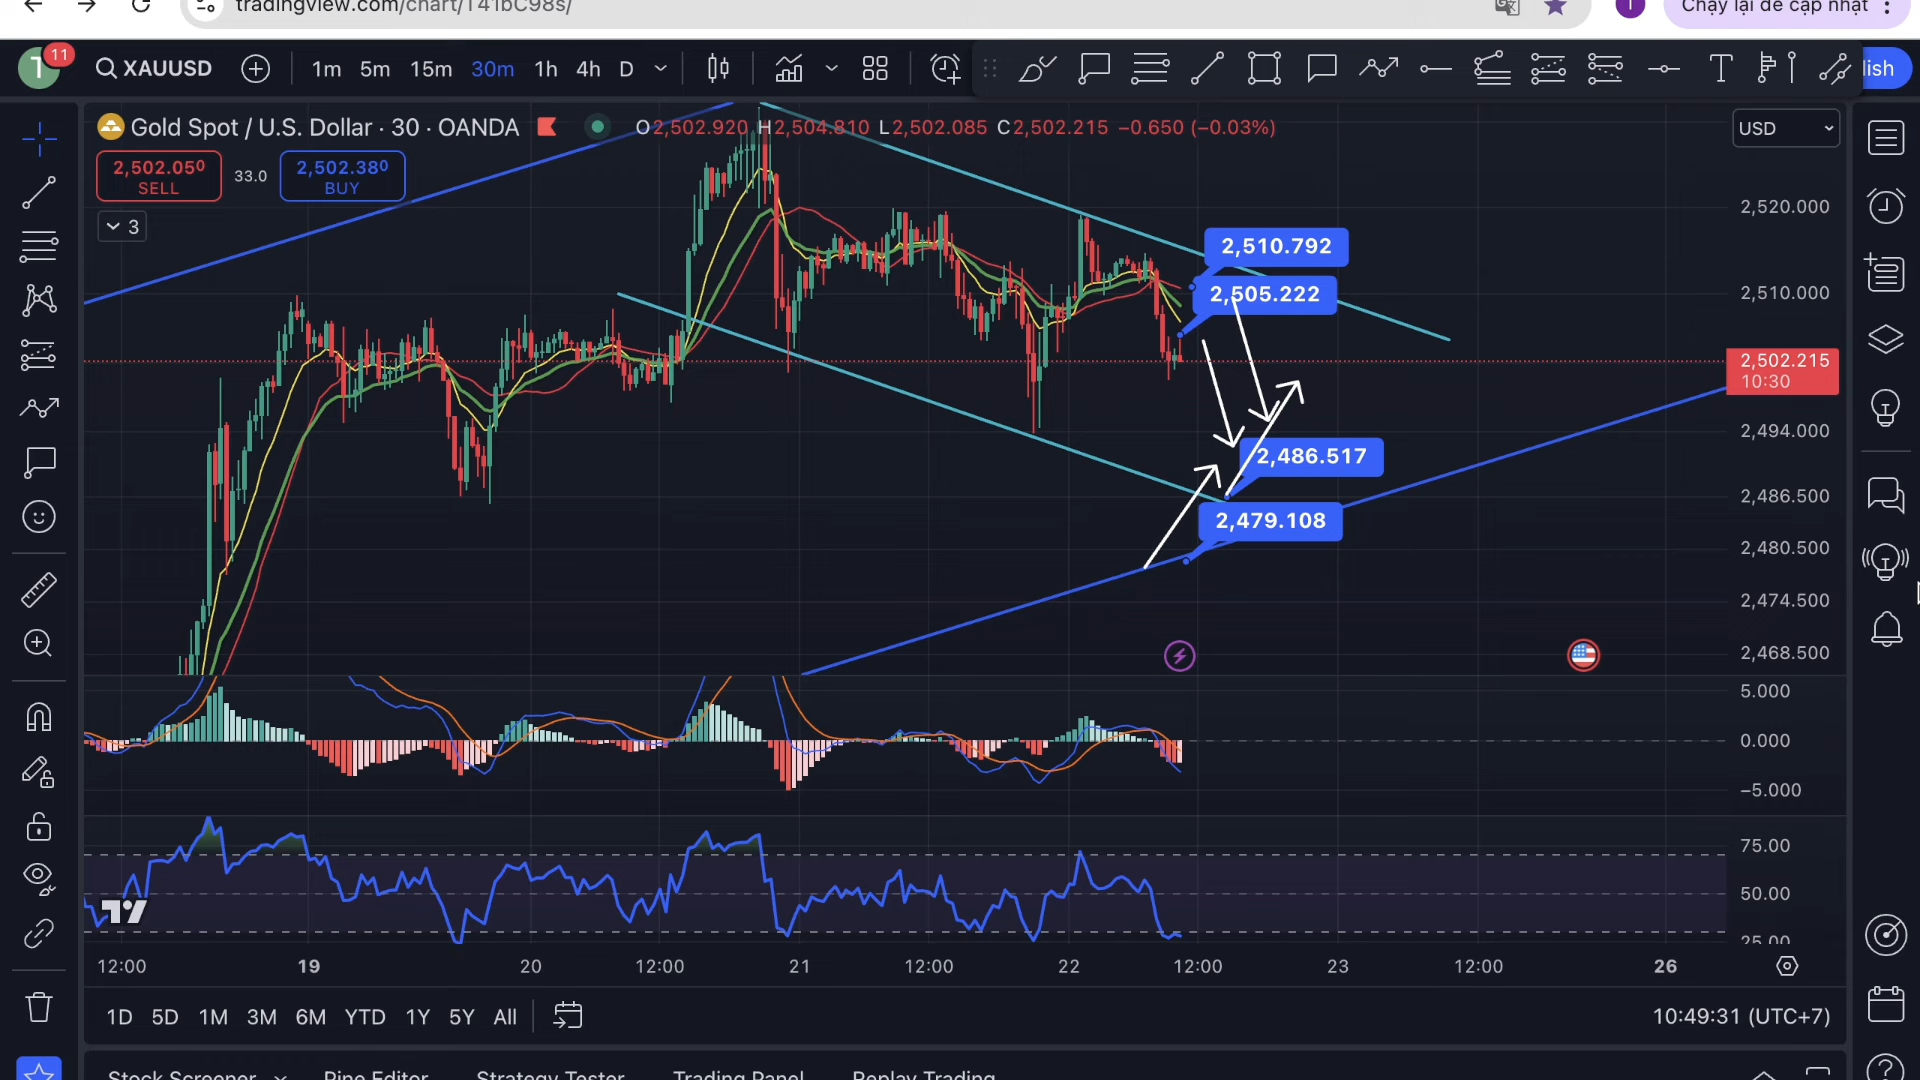 tradingview.com/chart/T41bC98s/
Chạy lại để cập nhật
11
T
XAUUSD
1m 5m 15m 30m 1h 4h D
T
lish
Gold Spot / U.S. Dollar · 30 · OANDA
O2,502.920 H2,504.810 L2,502.085 C2,502.215 −0.650 (−0.03%)
USD
2,502.050
SELL
33.0
2,502.380
BUY
3
2,520.000
2,510.792
2,505.222
2,510.000
2,502.215
10:30
2,494.000
2,486.517
2,486.500
2,479.108
2,480.500
2,474.500
2,468.500
5.000
0.000
−5.000
75.00
50.00
25.00
12:00 19 20 12:00 21 12:00 22 12:00 23 12:00 26
1D 5D 1M 3M 6M YTD 1Y 5Y All
10:49:31 (UTC+7)
Stock Screener Pine Editor Strategy Tester Trading Panel Replay Trading